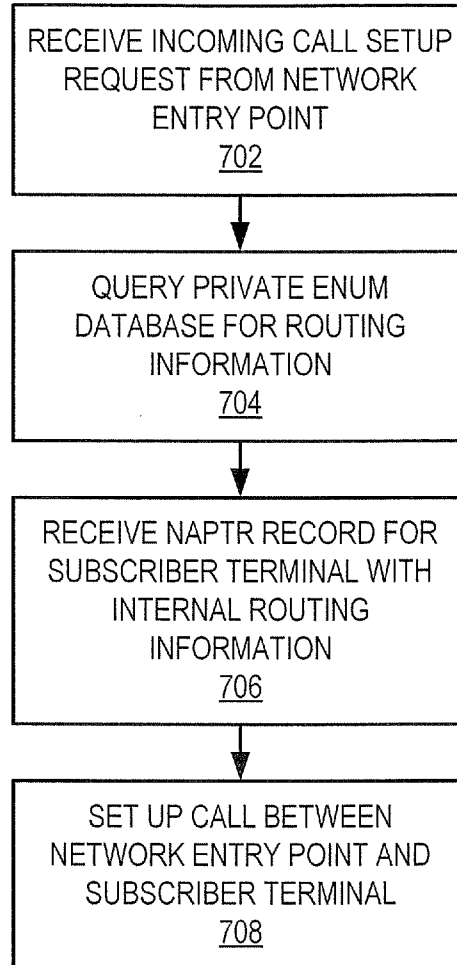 RECEIVE INCOMING CALL SETUP
REQUEST FROM NETWORK
ENTRY POINT
702
QUERY PRIVATE ENUM
DATABASE FOR ROUTING
INFORMATION
704
RECEIVE NAPTR RECORD FOR
SUBSCRIBER TERMINAL WITH
INTERNAL ROUTING
INFORMATION
706
SET UP CALL BETWEEN
NETWORK ENTRY POINT AND
SUBSCRIBER TERMINAL
708